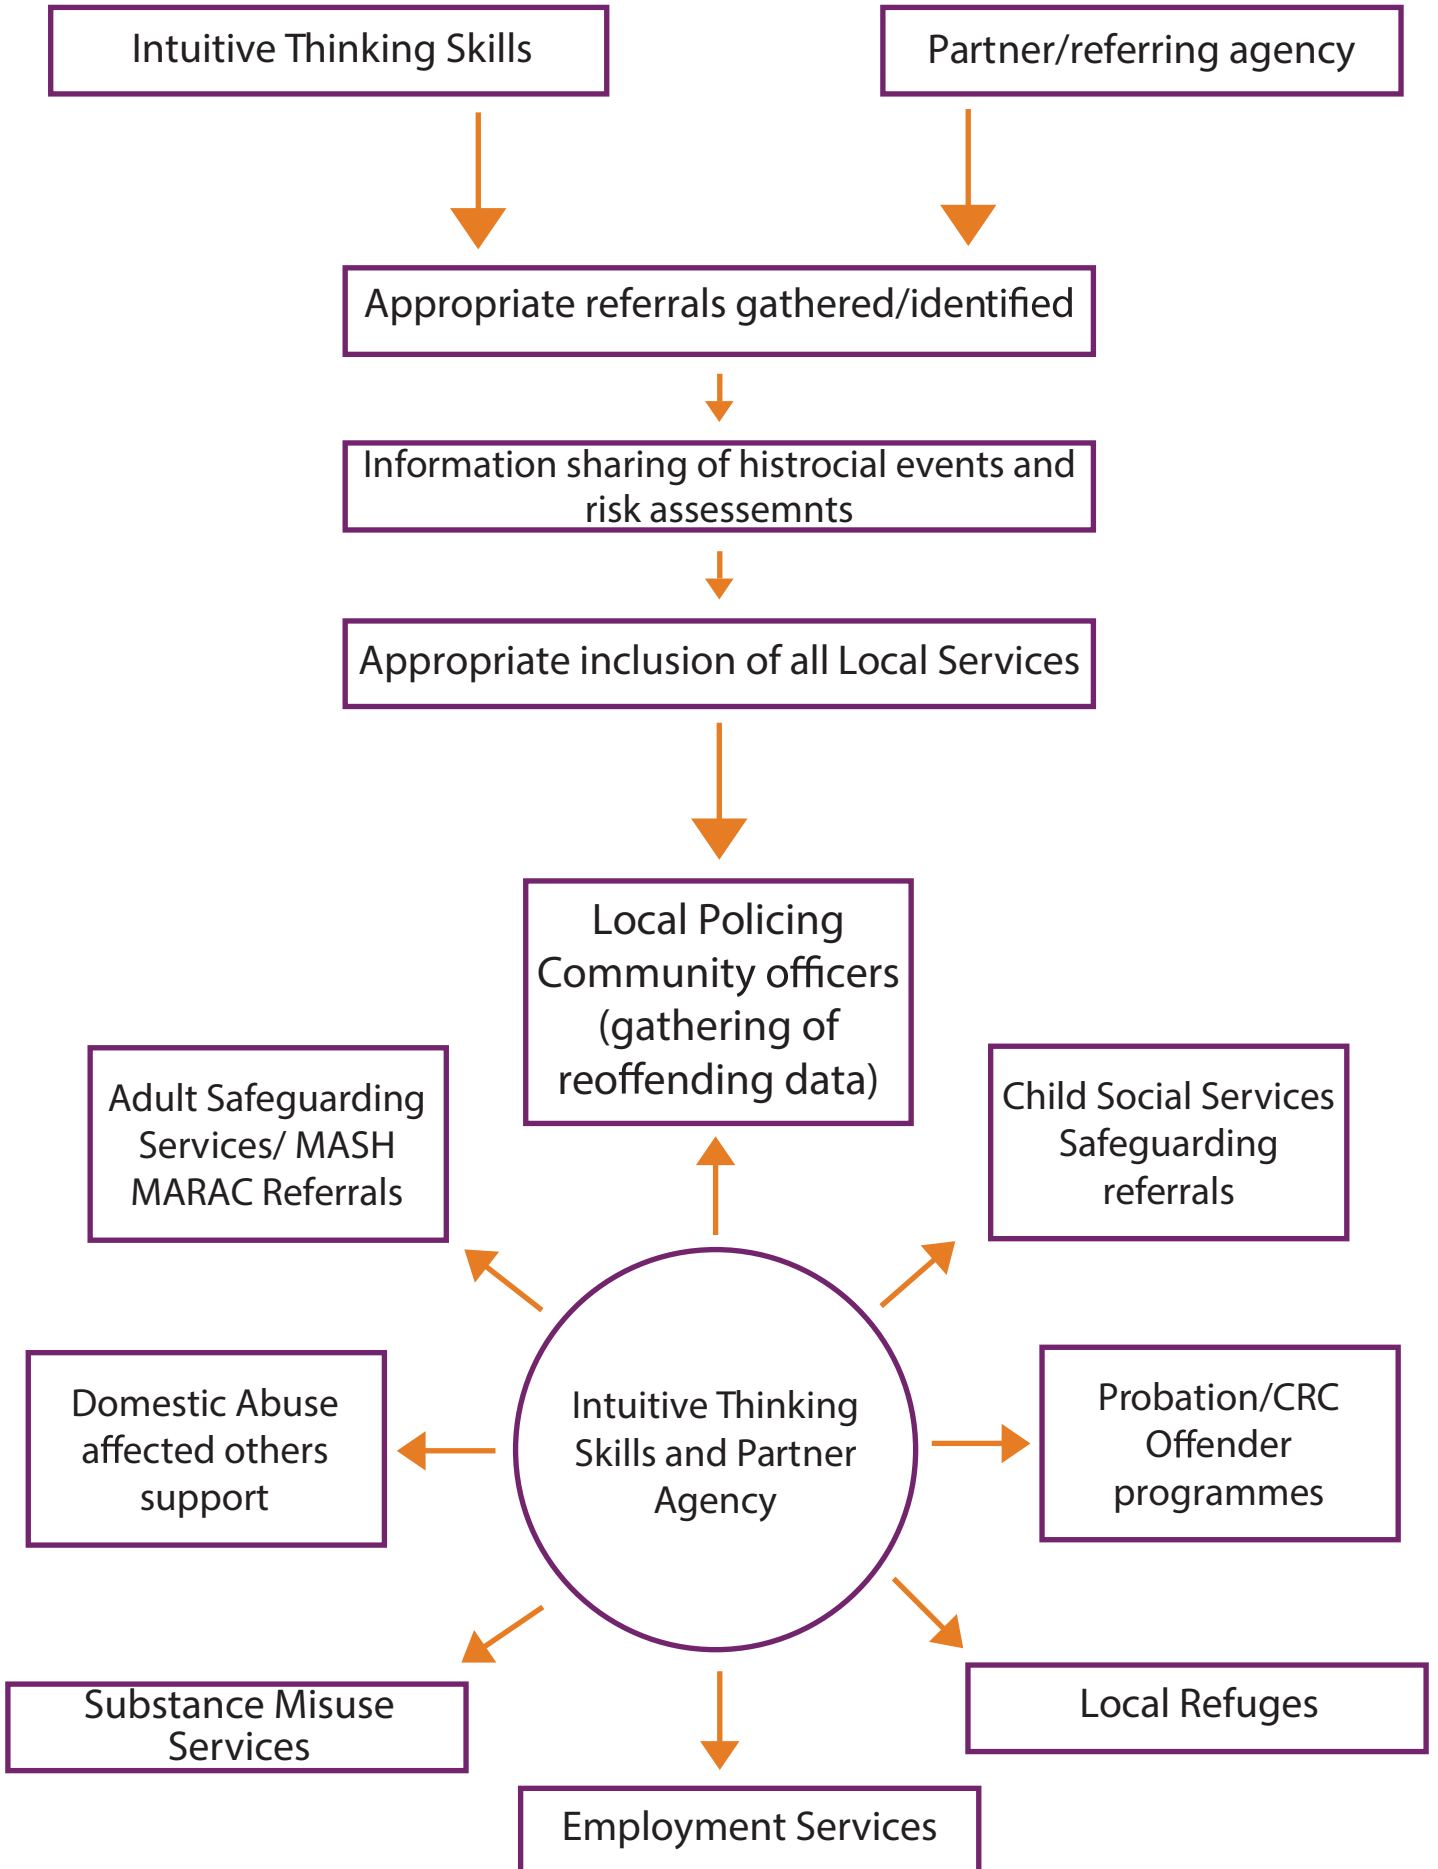 Intuitive Thinking Skills
Partner/referring agency
Appropriate referrals gathered/identified
Information sharing of histrocial events and
risk assessemnts
Appropriate inclusion of all Local Services
Local Policing
Community officers
(gathering of
reoffending data)
Adult Safeguarding
Services/ MASH
MARAC Referrals
Child Social Services
Safeguarding
referrals
Domestic Abuse
affected others
support
Intuitive Thinking
Skills and Partner
Agency
Probation/CRC
Offender
programmes
Substance Misuse
Services
Local Refuges
Employment Services